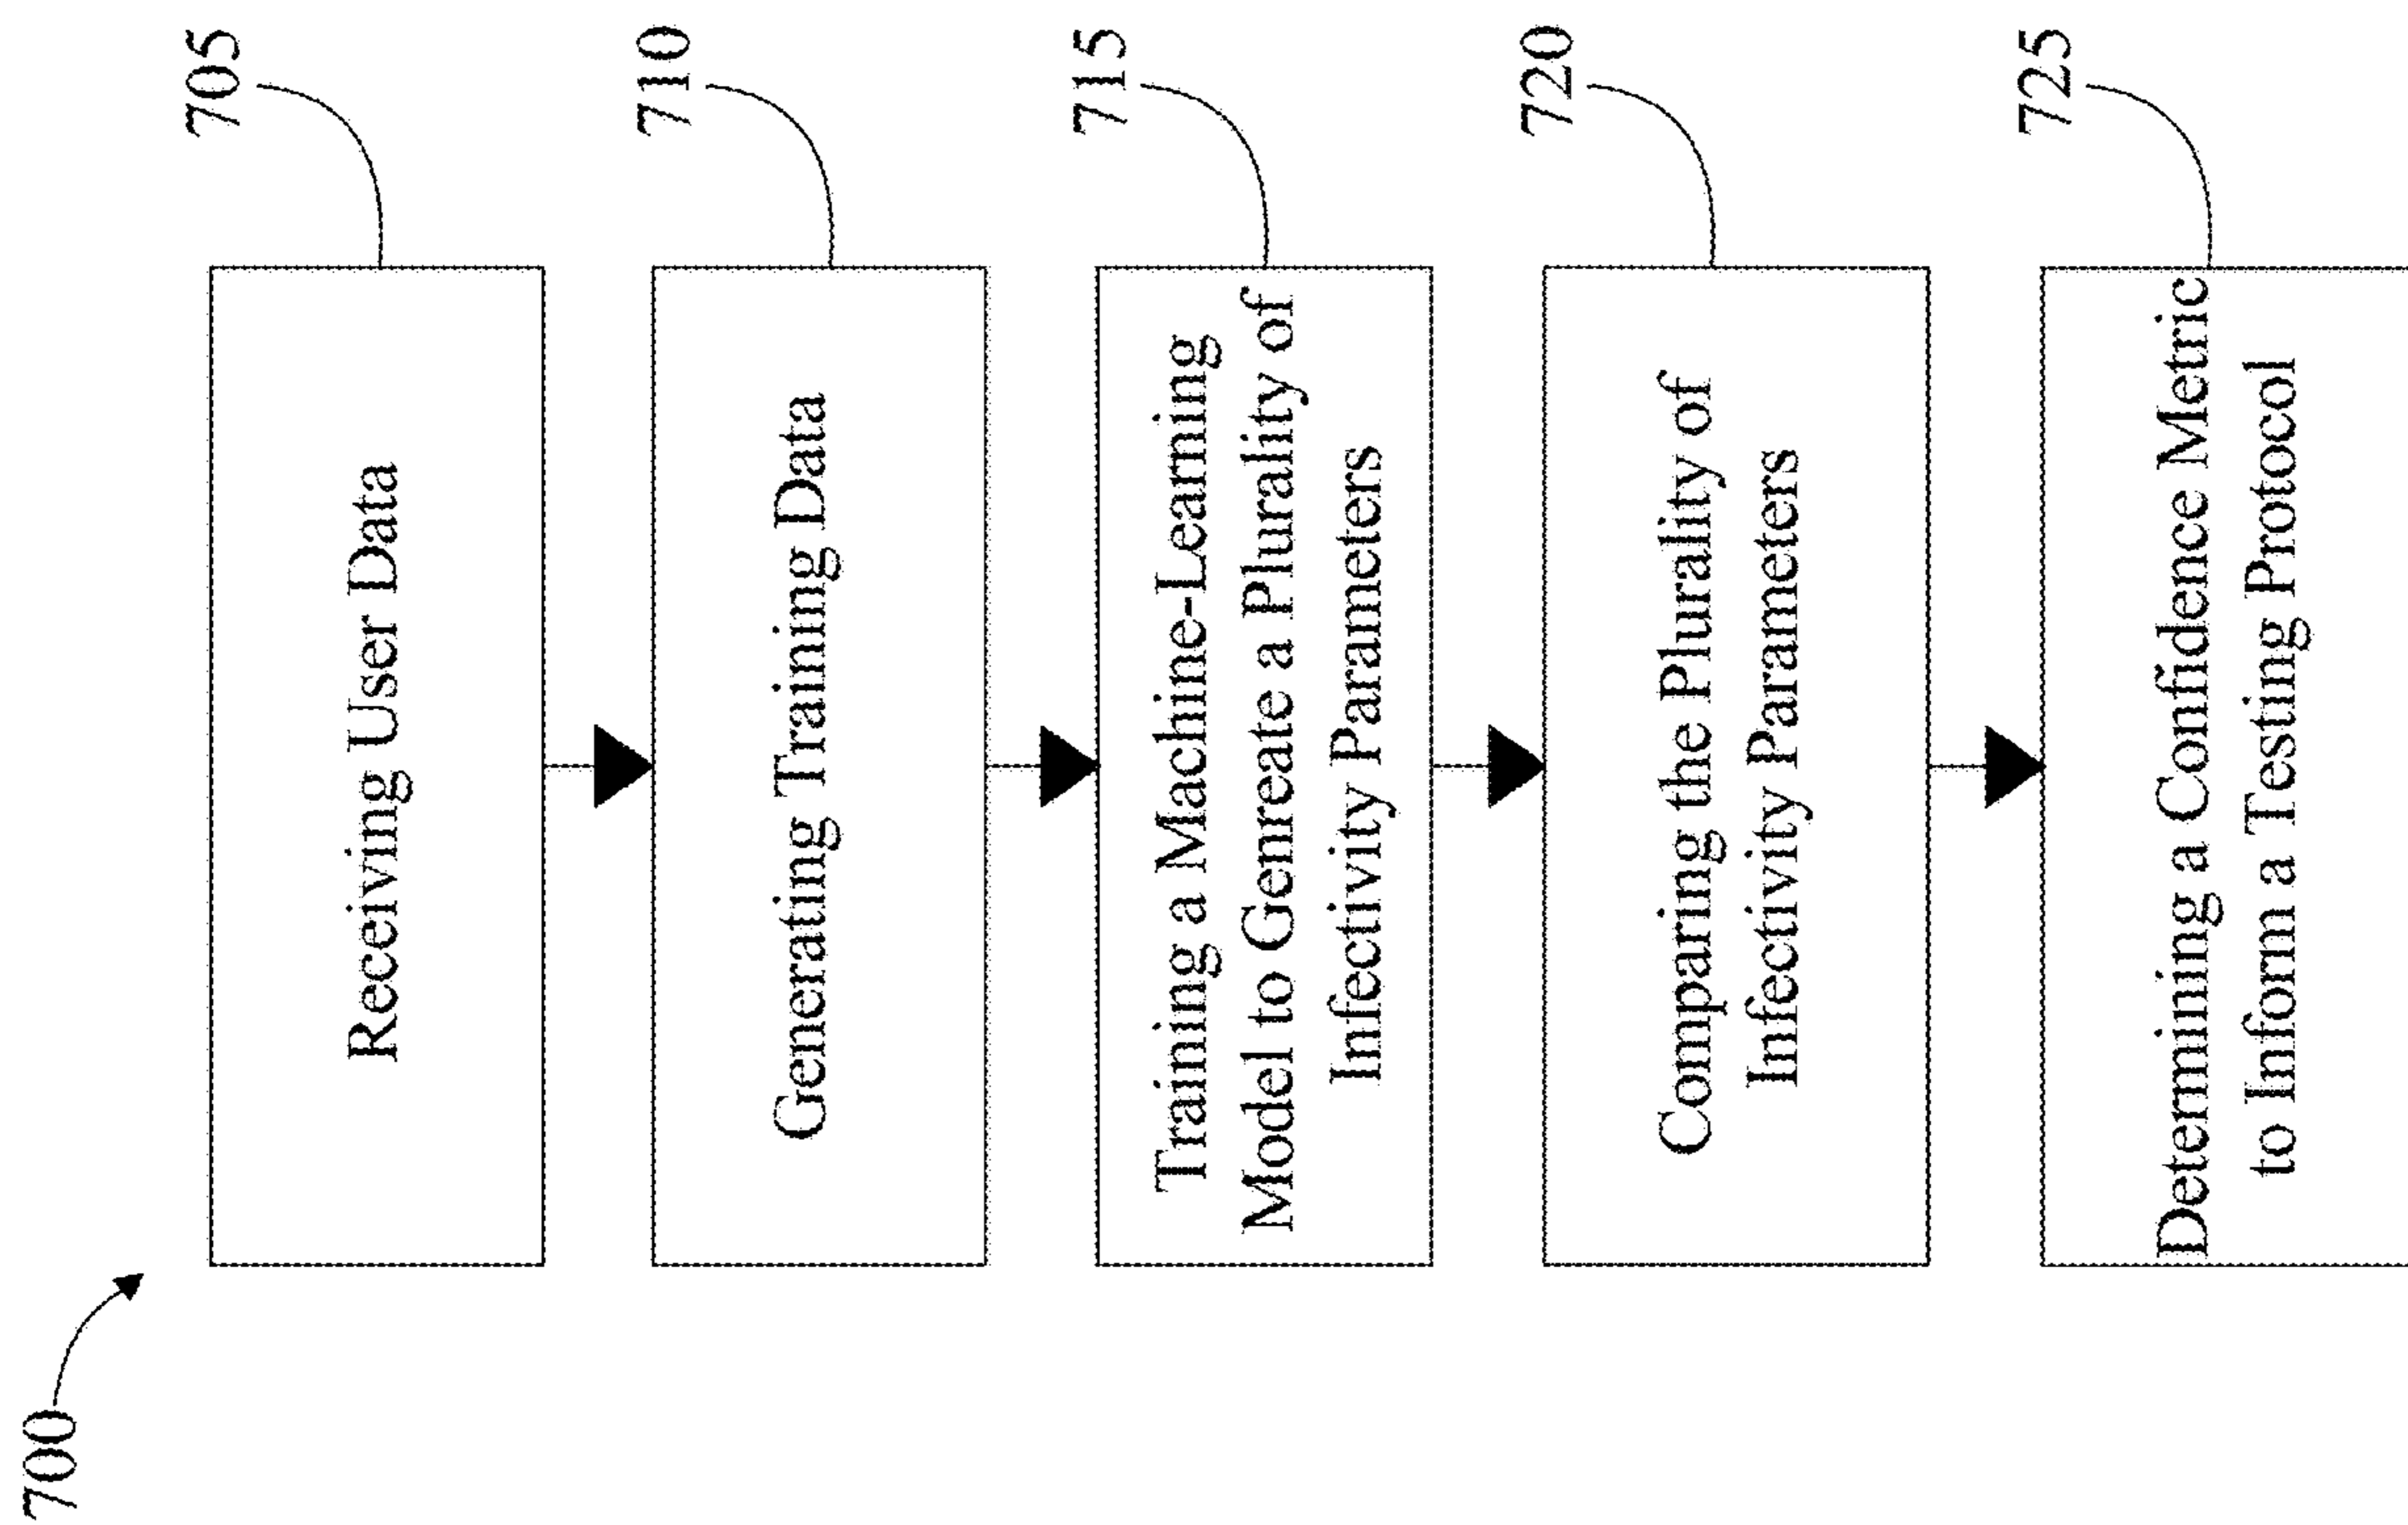 700
705
Receiving User Data
710
Generating Training Data
715
Training a Machine-Learning
Model to Genreate a Plurality of
Infectivity Parameters
720
Comparing the Plurality of
Infectivity Parameters
725
Determining a Confidence Metric
to Inform a Testing Protocol